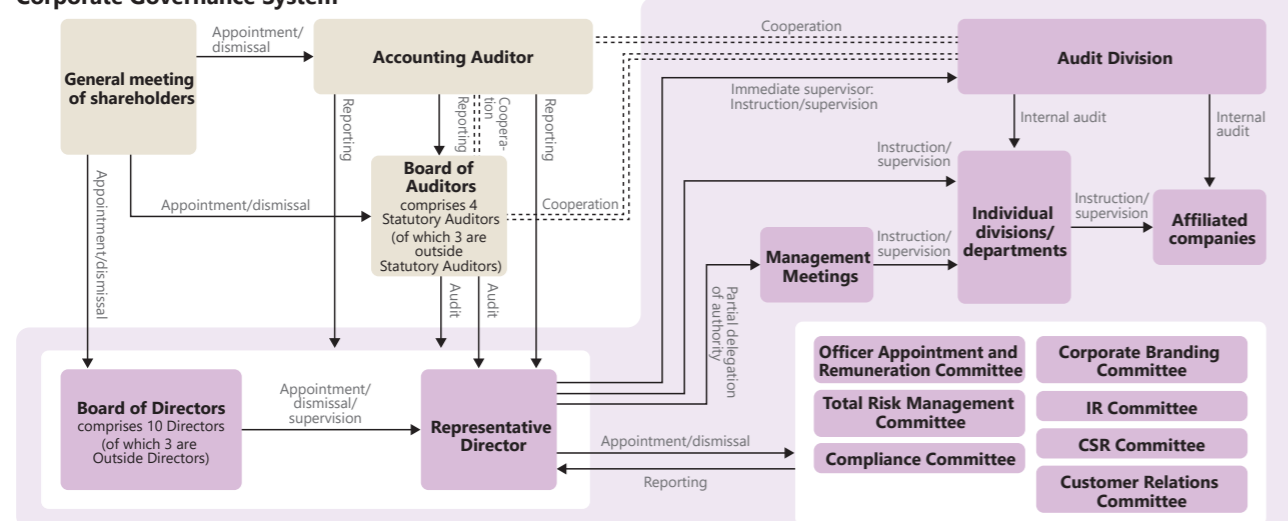 Corporate Governance System
General meeting
of shareholders
Appointment/
dismissal
Accounting Auditor
Cooperation
Audit Division
Reporting
Reporting
Coopera-
tion
Reporting
Immediate supervisor:
Instruction/supervision
Internal audit
Internal
audit
Appointment/dismissal
Appointment/dismissal
Board of
Auditors
comprises 4
Statutory Auditors
(of which 3 are
outside
Statutory Auditors)
Cooperation
Instruction/
supervision
Individual
divisions/
departments
Instruction/
supervision
Affiliated
companies
Management
Meetings
Instruction/
supervision
Audit
Audit
Partial delegation
of authority
Board of Directors
comprises 10 Directors
(of which 3 are
Outside Directors)
Appointment/
dismissal/
supervision
Representative
Director
Appointment/dismissal
Reporting
Officer Appointment and
Remuneration Committee
Total Risk Management
Committee
Compliance Committee
Corporate Branding
Committee
IR Committee
CSR Committee
Customer Relations
Committee